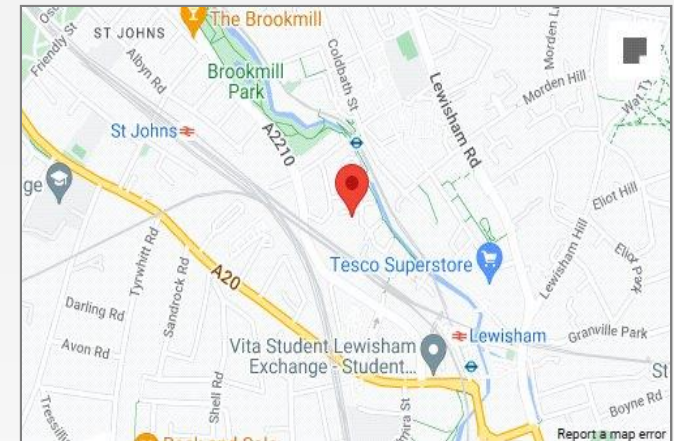 The Brookmill
ST JOHNS
Friendly St
Albyn Rd
Coldbath St
Morden Hill
Lewisham Rd
Brookmill
Park
St Johns
A2210
Eliot Hill
Tyrwhitt Rd
Sandrock Rd
A20
Tesco Superstore
Lewisham Hill
Eliot Park
Darling Rd
Avon Rd
Vita Student Lewisham
Exchange - Student...
Lewisham
Granville Park
Shell Rd
Boyne Rd
Report a map error